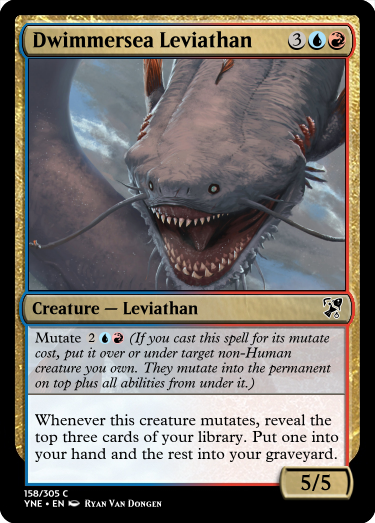 Dwimmersea Leviathan 3
Creature — Leviathan
Mutate 2 (If you cast this spell for its mutate
cost, put it over or under target non-Human
creature you own. They mutate into the permanent
on top plus all abilities from under it.)
Whenever this creature mutates, reveal the
top three cards of your library. Put one into
your hand and the rest into your graveyard.
5/5
158/305 C
YNE • EN Ryan Van Dongen